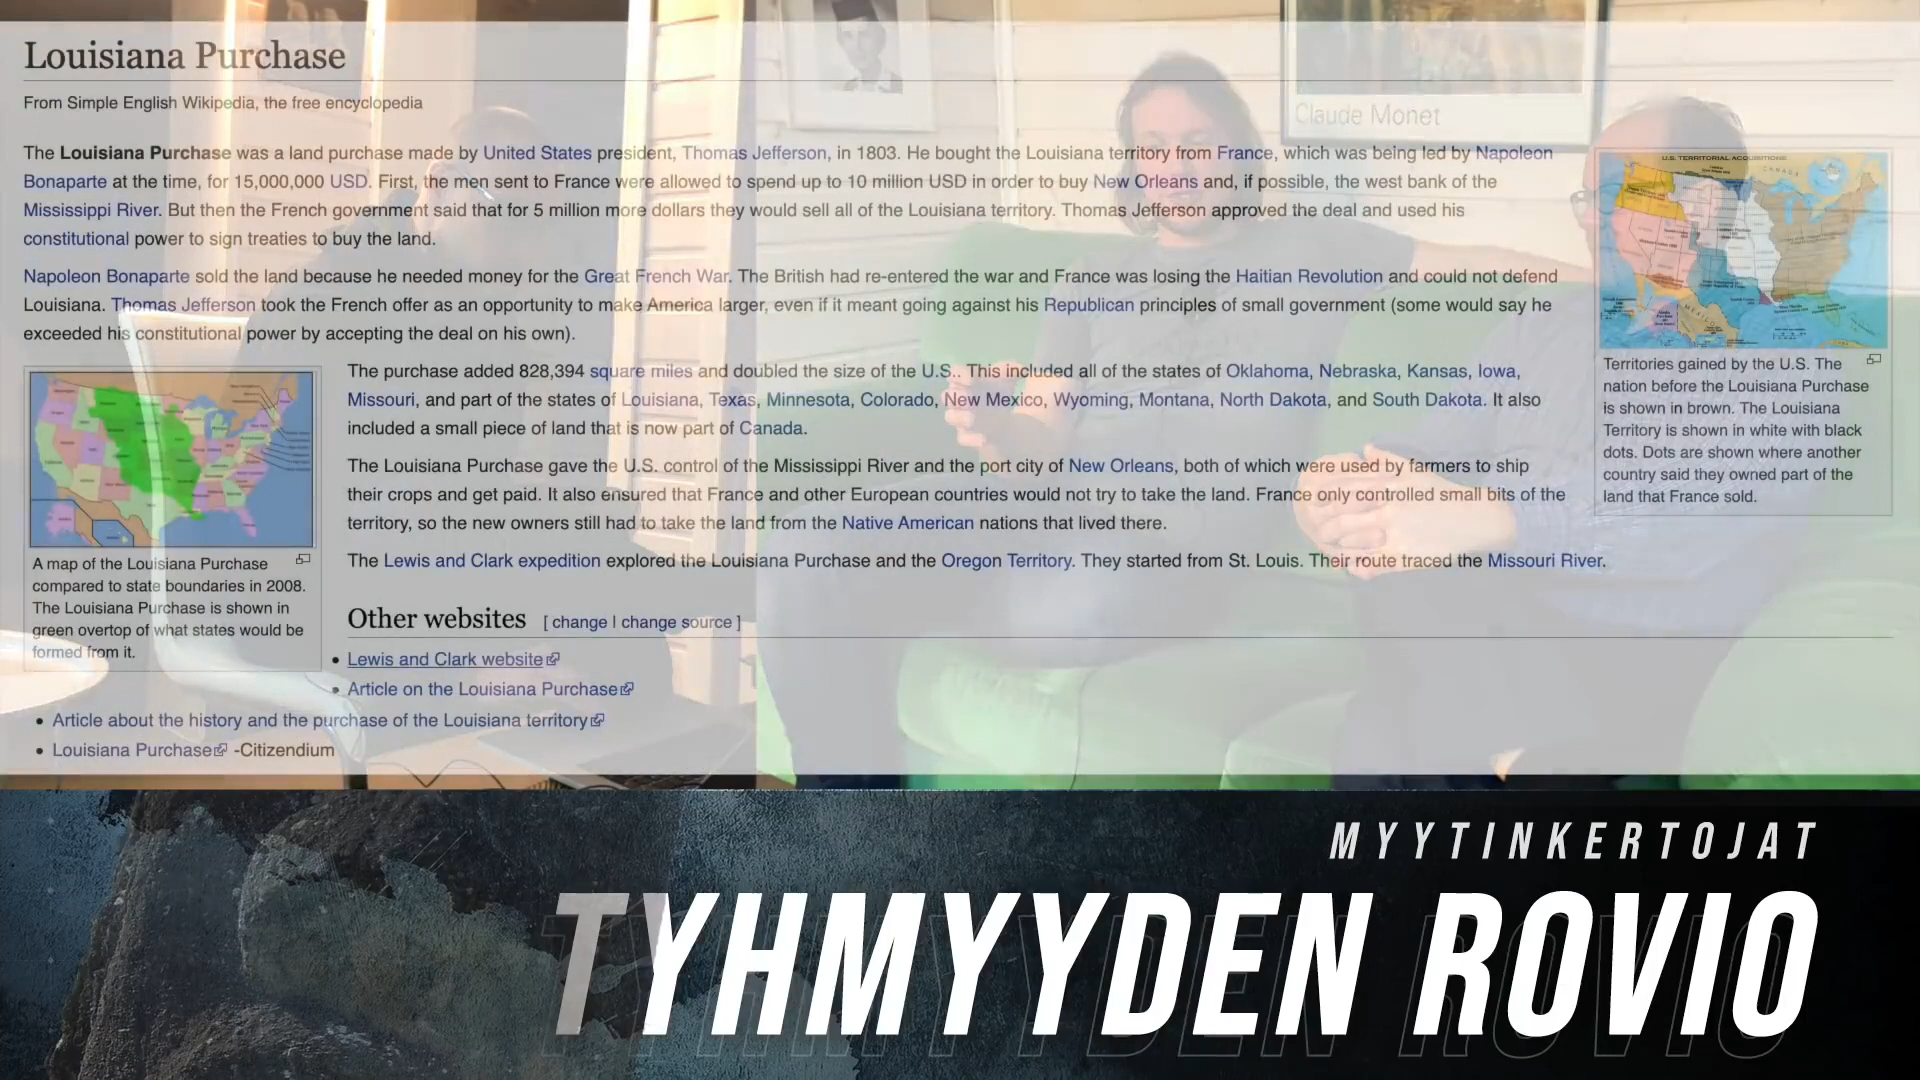 Louisiana Purchase
From Simple English Wikipedia, the free encyclopedia
Claude Monet
The Louisiana Purchase was a land purchase made by United States president, Thomas Jefferson, in 1803. He bought the Louisiana territory from France, which was being led by Napoleon
Bonaparte at the time, for 15,000,000 USD. First, the men sent to France were allowed to spend up to 10 million USD in order to buy New Orleans and, if possible, the west bank of the
Mississippi River. But then the French government said that for 5 million more dollars they would sell all of the Louisiana territory. Thomas Jefferson approved the deal and used his
constitutional power to sign treaties to buy the land.
Napoleon Bonaparte sold the land because he needed money for the Great French War. The British had re-entered the war and France was losing the Haitian Revolution and could not defend
Louisiana. Thomas Jefferson took the French offer as an opportunity to make America larger, even if it meant going against his Republican principles of small government (some would say he
exceeded his constitutional power by accepting the deal on his own).
U.S. TERRITORIAL ACQUISITIONS
CANADA
MEXICO
Territories gained by the U.S. The
nation before the Louisiana Purchase
is shown in brown. The Louisiana
Territory is shown in white with black
dots. Dots are shown where another
country said they owned part of the
land that France sold.
The purchase added 828,394 square miles and doubled the size of the U.S.. This included all of the states of Oklahoma, Nebraska, Kansas, Iowa,
Missouri, and part of the states of Louisiana, Texas, Minnesota, Colorado, New Mexico, Wyoming, Montana, North Dakota, and South Dakota. It also
included a small piece of land that is now part of Canada.
The Louisiana Purchase gave the U.S. control of the Mississippi River and the port city of New Orleans, both of which were used by farmers to ship
their crops and get paid. It also ensured that France and other European countries would not try to take the land. France only controlled small bits of the
territory, so the new owners still had to take the land from the Native American nations that lived there.
The Lewis and Clark expedition explored the Louisiana Purchase and the Oregon Territory. They started from St. Louis. Their route traced the Missouri River.
A map of the Louisiana Purchase
compared to state boundaries in 2008.
The Louisiana Purchase is shown in
green overtop of what states would be
formed from it.
Other websites [ change | change source ]
• Lewis and Clark website
• Article on the Louisiana Purchase
• Article about the history and the purchase of the Louisiana territory
• Louisiana Purchase -Citizendium
MYYTINKERTOJAT
TYHMYYDEN ROVIO